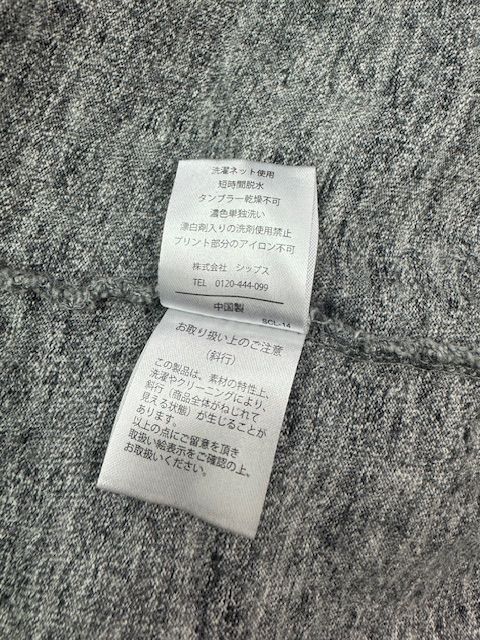 洗濯ネット使用
短時間脱水
タンブラー乾燥不可
濃色単独洗い
漂白剤入りの洗剤使用禁止
プリント部分のアイロン不可
株式会社 シップス
TEL 0120-444-099
中国製
SCL-14
お取り扱い上のご注意
(斜行)
この製品は、素材の特性上、
洗濯やクリーニングにより、
斜行(商品全体がねじれて
見える状態)が生じることが
あります。
以上の点にご留意を頂き
取扱い絵表示をご確認の上、
お取扱いください。